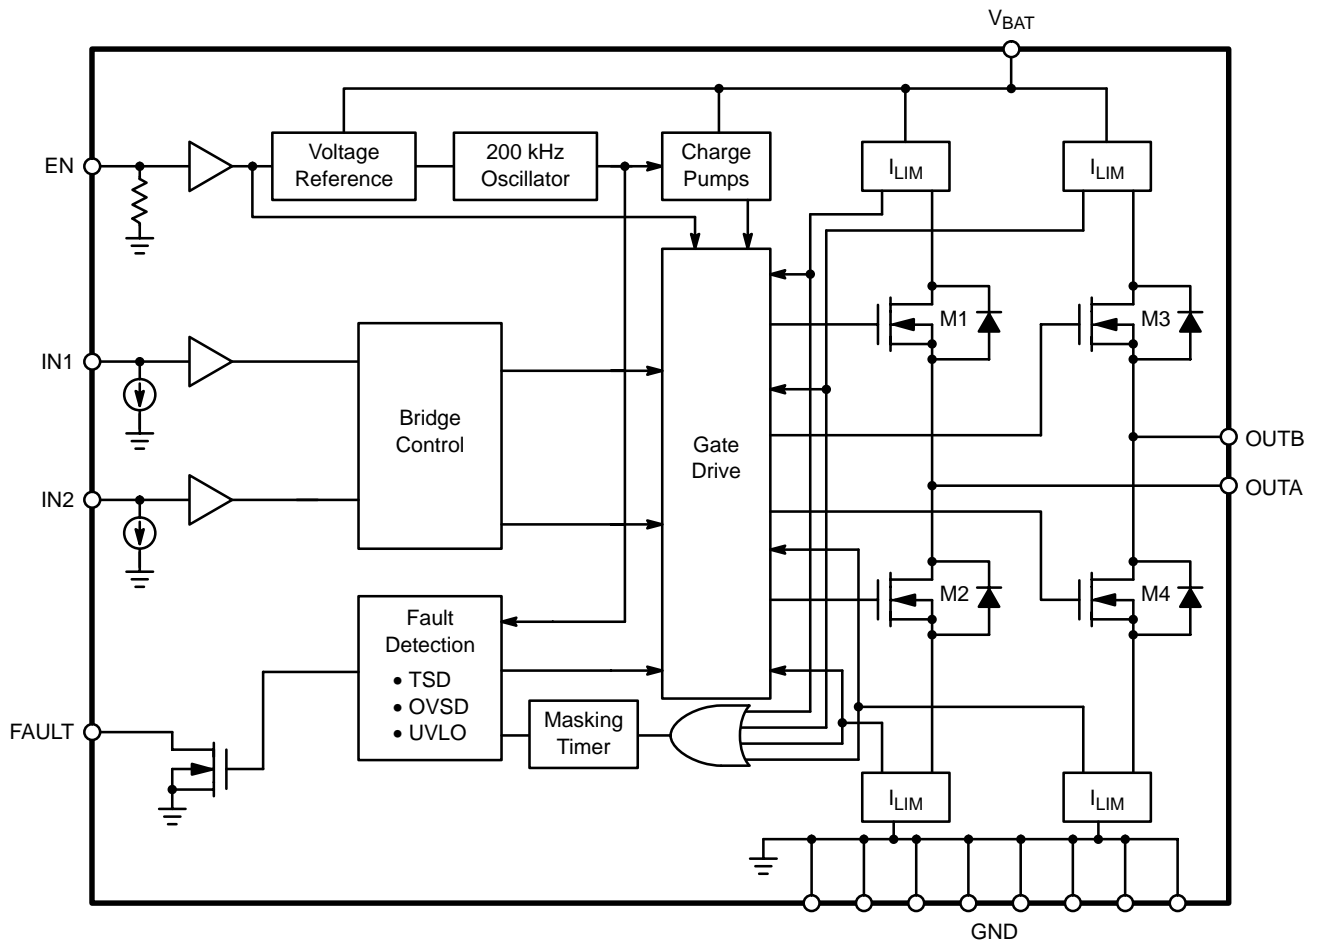 VBAT
EN
Voltage
Reference
200 kHz
Oscillator
Charge
Pumps
ILIM
ILIM
M1
M3
IN1
Bridge
Control
Gate
Drive
OUTB
OUTA
IN2
M2
M4
Fault
Detection
• TSD
• OVSD
• UVLO
Masking
Timer
FAULT
ILIM
ILIM
GND